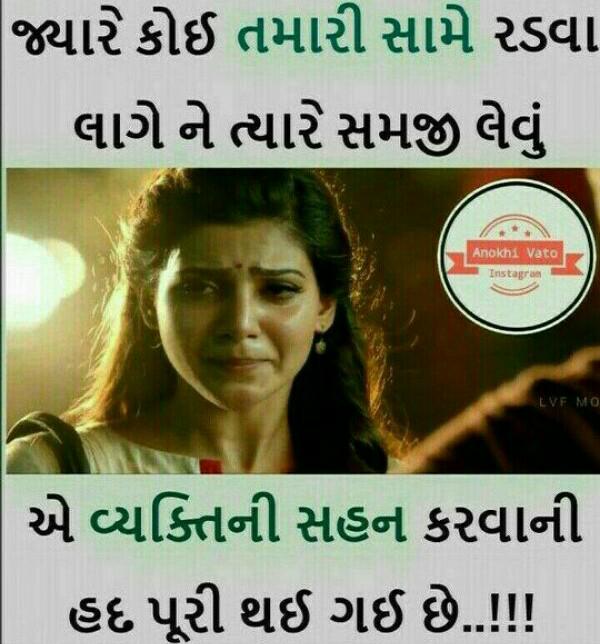 જ્યારે કોઈ તમારી સામે રડવા
લાગે ને ત્યારે સમજી લેવું
Anokhi Vato
Instagram
LVF MO
એ વ્યક્તિની સહન કરવાની
હદ પૂરી થઈ ગઈ છે..!!!